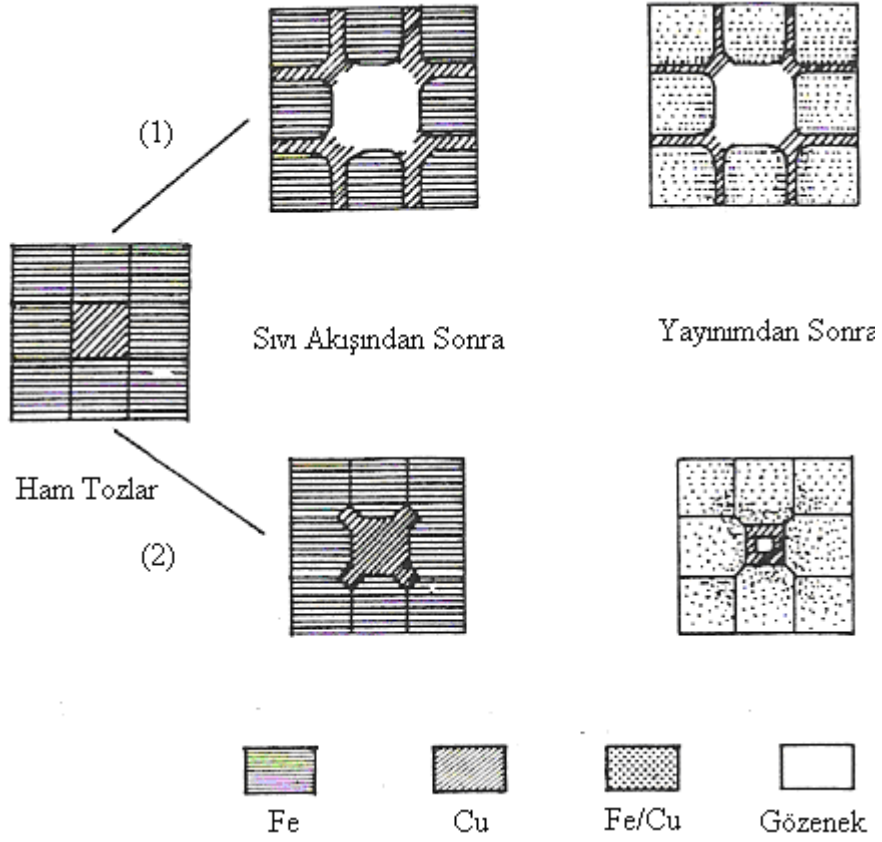 (1)
Sıvı Akışından Sonra
Yayınımdan Sonra
Ham Tozlar
(2)
Fe
Cu
Fe/Cu
Gözenek